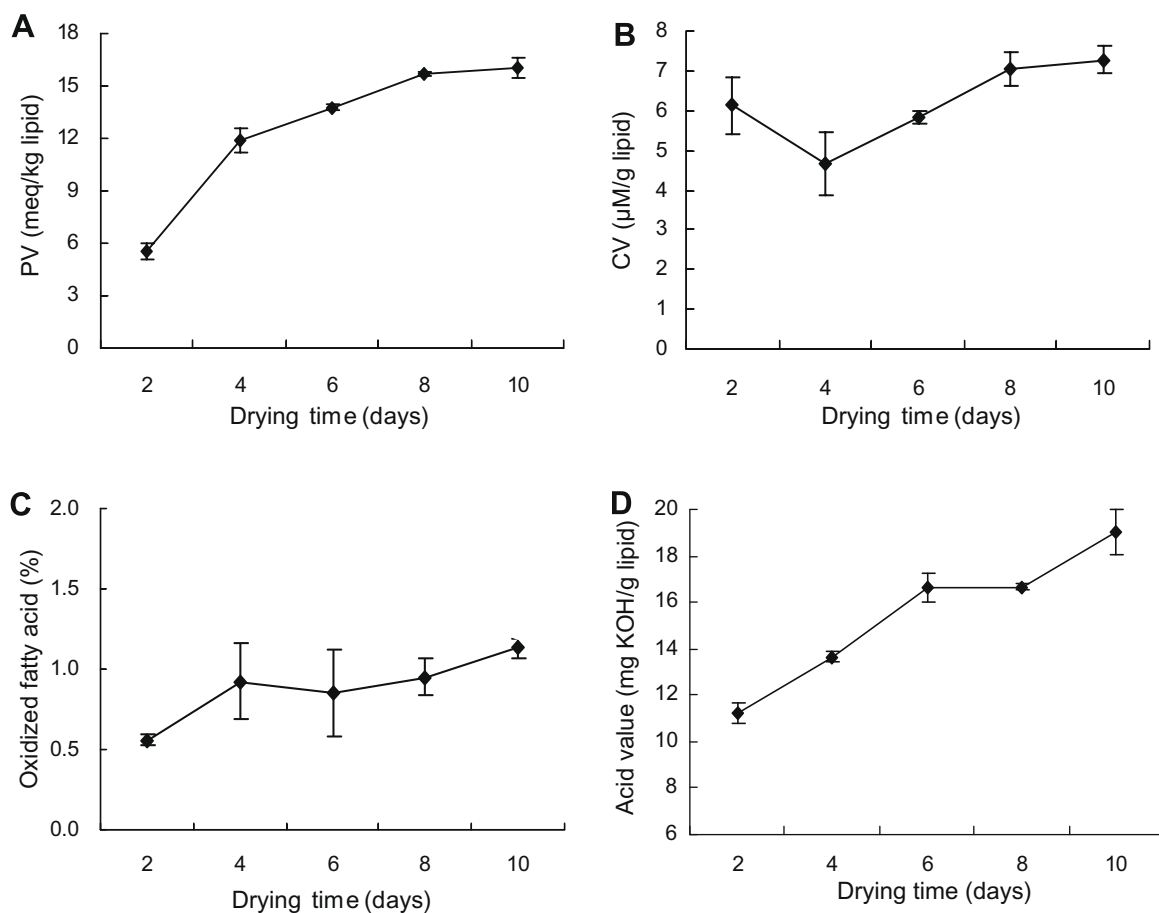 A
PV (meq/kg lipid)
18
15
12
9
6
3
0
2 4 6 8 10
Drying time (days)
B
CV (µM/g lipid)
8
7
6
5
4
3
2
1
0
2 4 6 8 10
Drying time (days)
C
Oxidized fatty acid (%)
2.0
1.5
1.0
0.5
0.0
2 4 6 8 10
Drying time (days)
D
Acid value (mg KOH/g lipid)
20
18
16
14
12
10
8
6
2 4 6 8 10
Drying time (days)